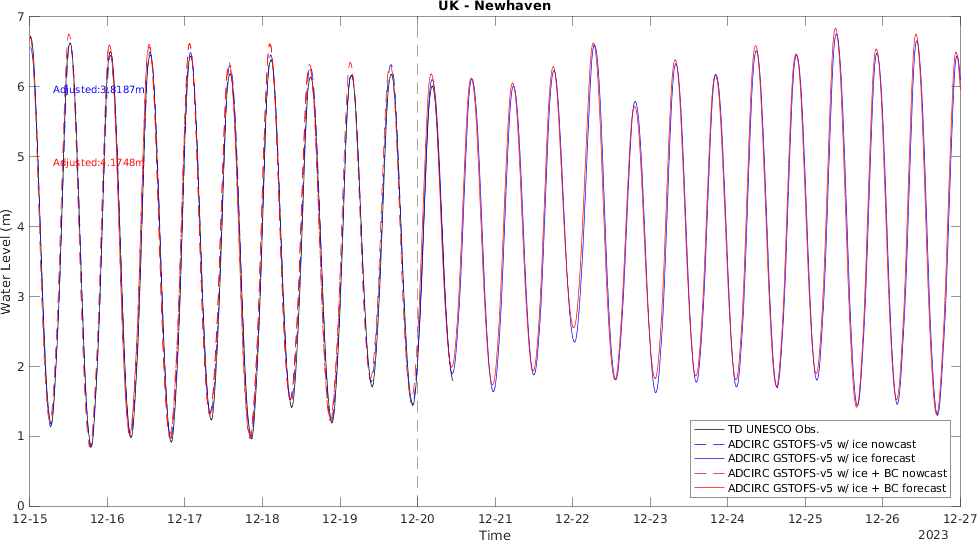 UK - Newhaven
7
6
5
4
3
2
1
0
Water Level (m)
Adjusted:3.8187m
Adjusted:4.1748m
TD UNESCO Obs.
ADCIRC GSTOFS-v5 w/ ice nowcast
ADCIRC GSTOFS-v5 w/ ice forecast
ADCIRC GSTOFS-v5 w/ ice + BC nowcast
ADCIRC GSTOFS-v5 w/ ice + BC forecast
12-15 12-16 12-17 12-18 12-19 12-20 12-21 12-22 12-23 12-24 12-25 12-26 12-27
Time
2023